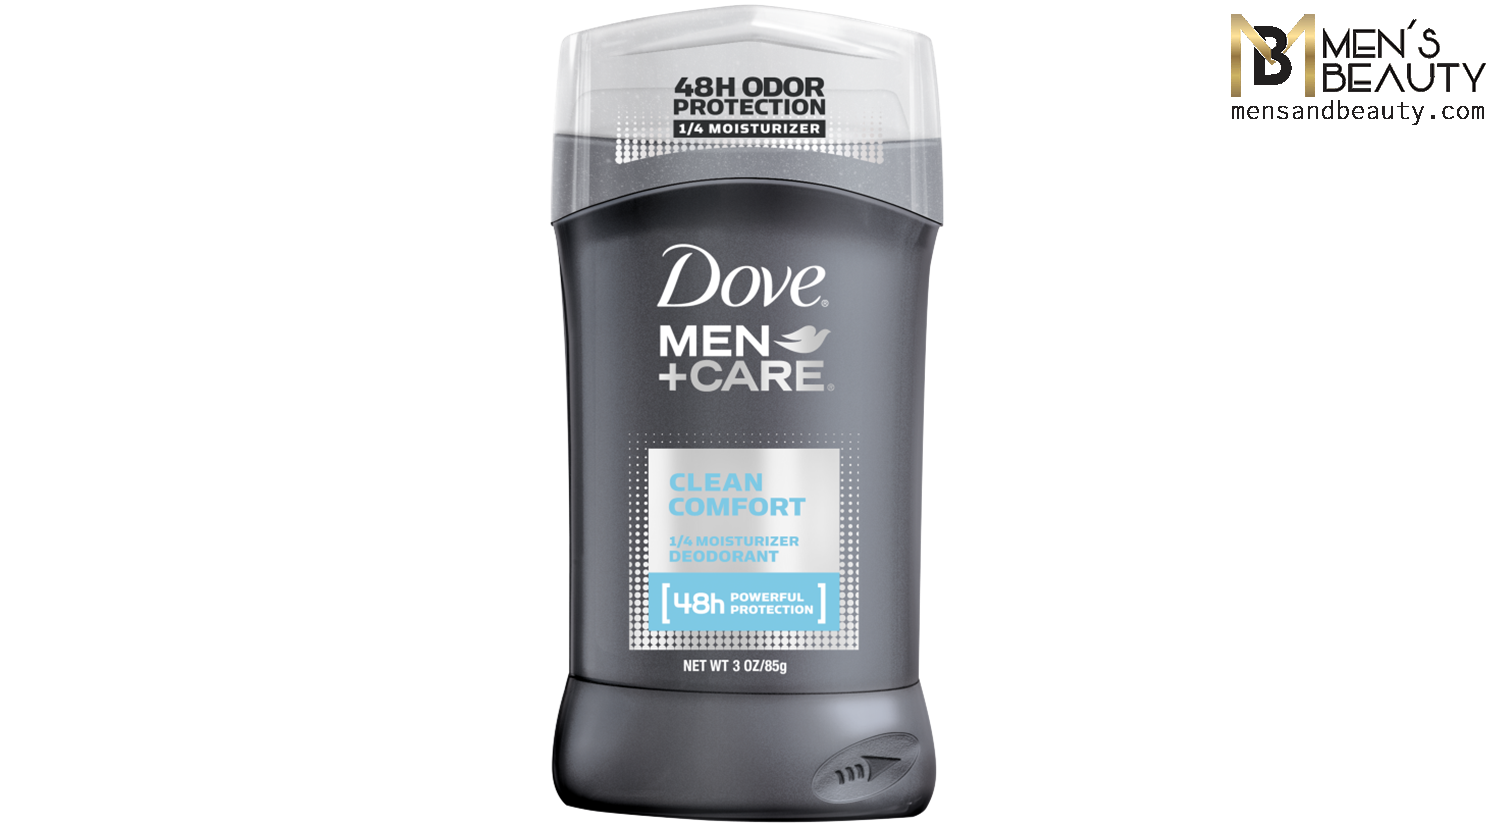 48H ODOR
PROTECTION
1/4 MOISTURIZER
Dove®
MEN
+CARE®
CLEAN
COMFORT
1/4 MOISTURIZER
DEODORANT
[48h POWERFUL
PROTECTION]
NET WT 3 OZ/85g
MB MEN´S
BEAUTY
mensandbeauty.com